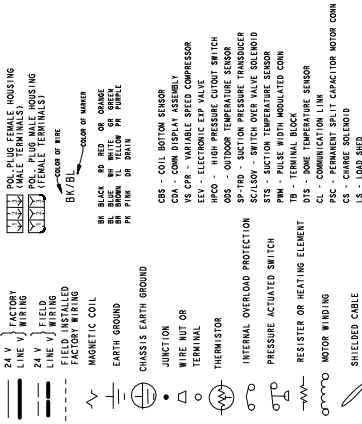 24 V } FACTORY
LINE V } WIRING
24 V } FIELD
LINE V } WIRING
FIELD INSTALLED
FACTORY WIRING
MAGNETIC COIL
EARTH GROUND
CHASSIS EARTH GROUND
JUNCTION
WIRE NUT OR
TERMINAL
THERMISTOR
INTERNAL OVERLOAD PROTECTION
PRESSURE ACTUATED SWITCH
RESISTER OR HEATING ELEMENT
MOTOR WINDING
SHIELDED CABLE
POL. PLUG FEMALE HOUSING
(MALE TERMINALS)
POL. PLUG MALE HOUSING
(FEMALE TERMINALS)
COLOR OF WIRE
BK/BL
COLOR OF MARKER
BK BLACK RD RED OR ORANGE
BL BLUE WH WHITE GR GREEN
BR BROWN YL YELLOW PR PURPLE
PK PINK DR DRAIN
CBS - COIL BOTTOM SENSOR
CDA - COMM DISPLAY ASSEMBLY
VS CPR - VARIABLE SPEED COMPRESSOR
EEV - ELECTRONIC EXP VALVE
HPCO - HIGH PRESSURE CUTOUT SWITCH
ODS - OUTDOOR TEMPERATURE SENSOR
SP-TRD - SUCTION PRESSURE TRANSDUCER
SC/LSOV - SWITCH OVER VALVE SOLENOID
STS - SUCTION TEMPERATURE SENSOR
PWM - PULSE WIDTH MODULATED CONN
TB - TERMINAL BLOCK
DTS - DOME TEMPERATURE SENSOR
CL - COMMUNICATION LINK
PSC - PERMANENT SPLIT CAPACITOR MOTOR CONN
CS - CHARGE SOLENOID
LS - LOAD SHED